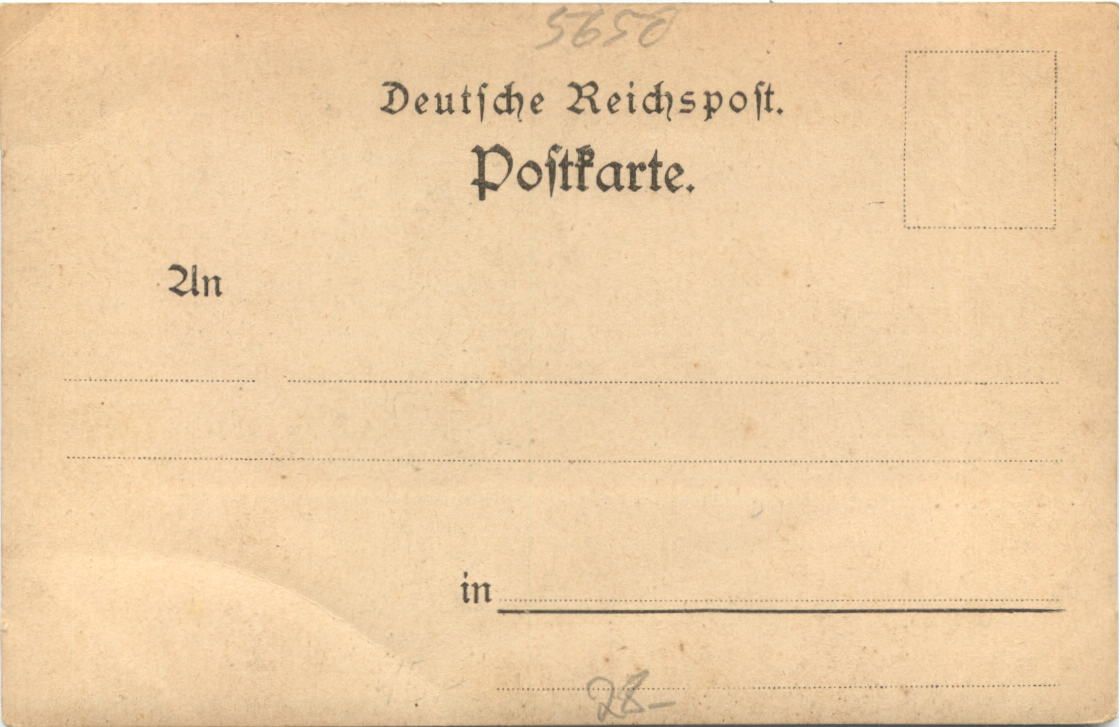 5650
Deutſche Reichspoſt.
Poſtkarte.
An
in
28-